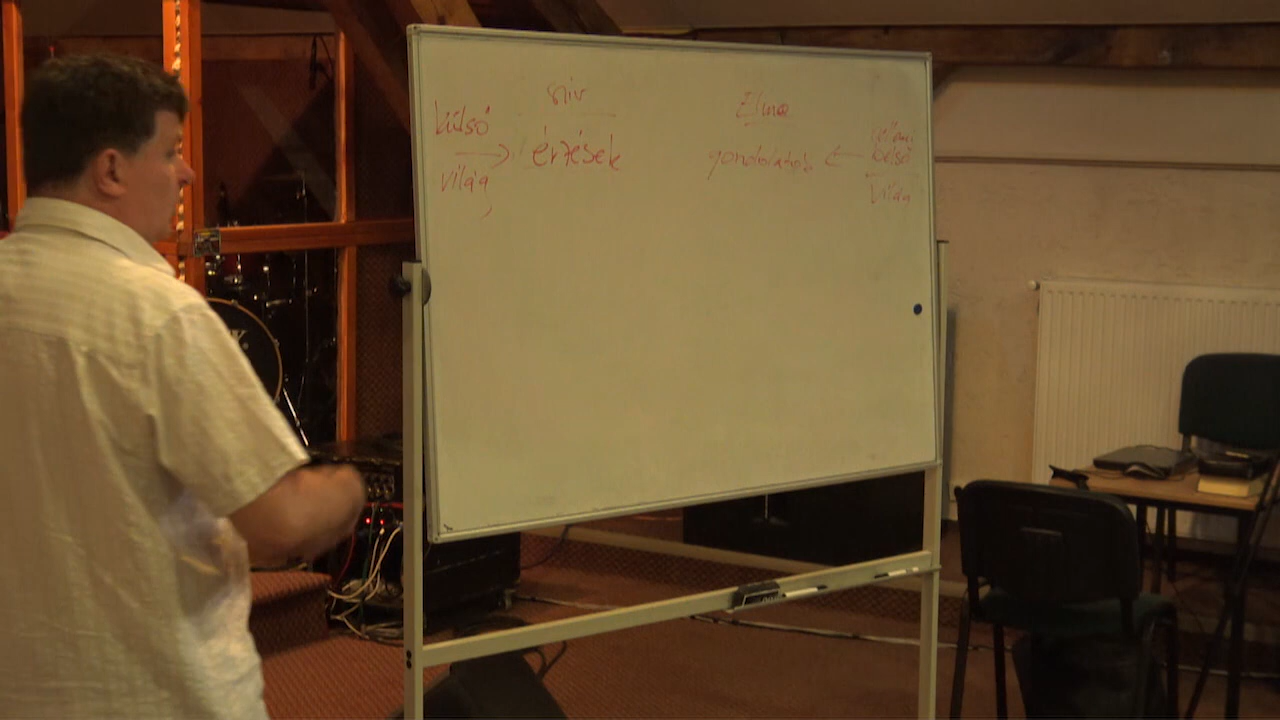 szív
külső
érzések
világ
Elme
gondolatok
belső
világ